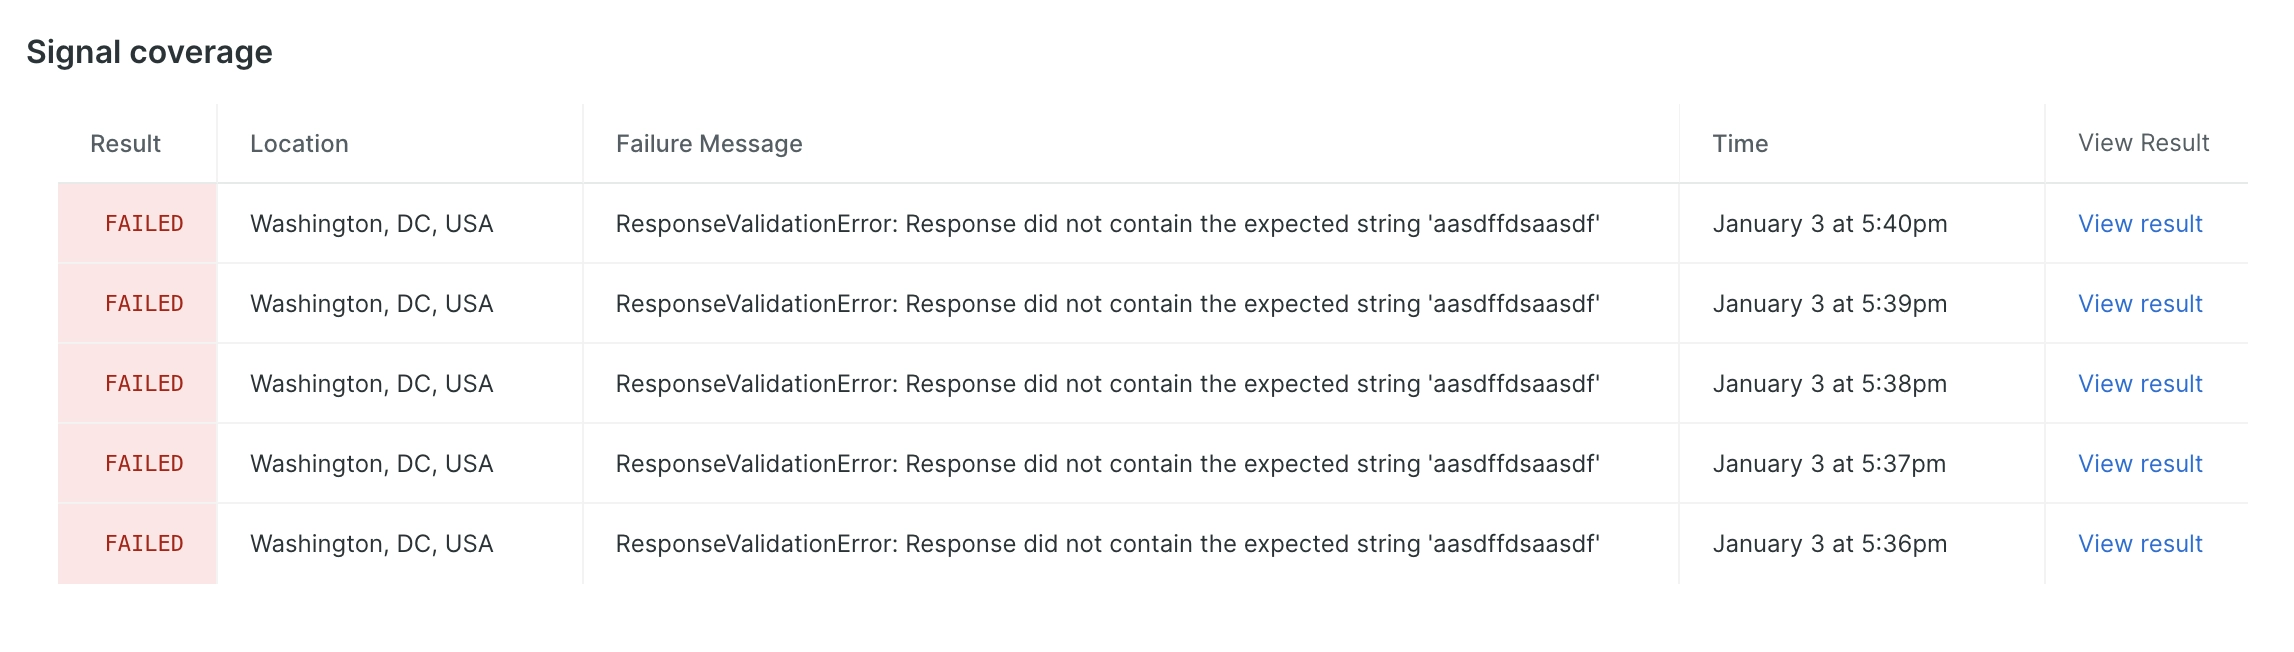 Signal coverage
Result Location Failure Message Time View Result
FAILED Washington, DC, USA ResponseValidationError: Response did not contain the expected string 'aasdffdsaasdf' January 3 at 5:40pm View result
FAILED Washington, DC, USA ResponseValidationError: Response did not contain the expected string 'aasdffdsaasdf' January 3 at 5:39pm View result
FAILED Washington, DC, USA ResponseValidationError: Response did not contain the expected string 'aasdffdsaasdf' January 3 at 5:38pm View result
FAILED Washington, DC, USA ResponseValidationError: Response did not contain the expected string 'aasdffdsaasdf' January 3 at 5:37pm View result
FAILED Washington, DC, USA ResponseValidationError: Response did not contain the expected string 'aasdffdsaasdf' January 3 at 5:36pm View result